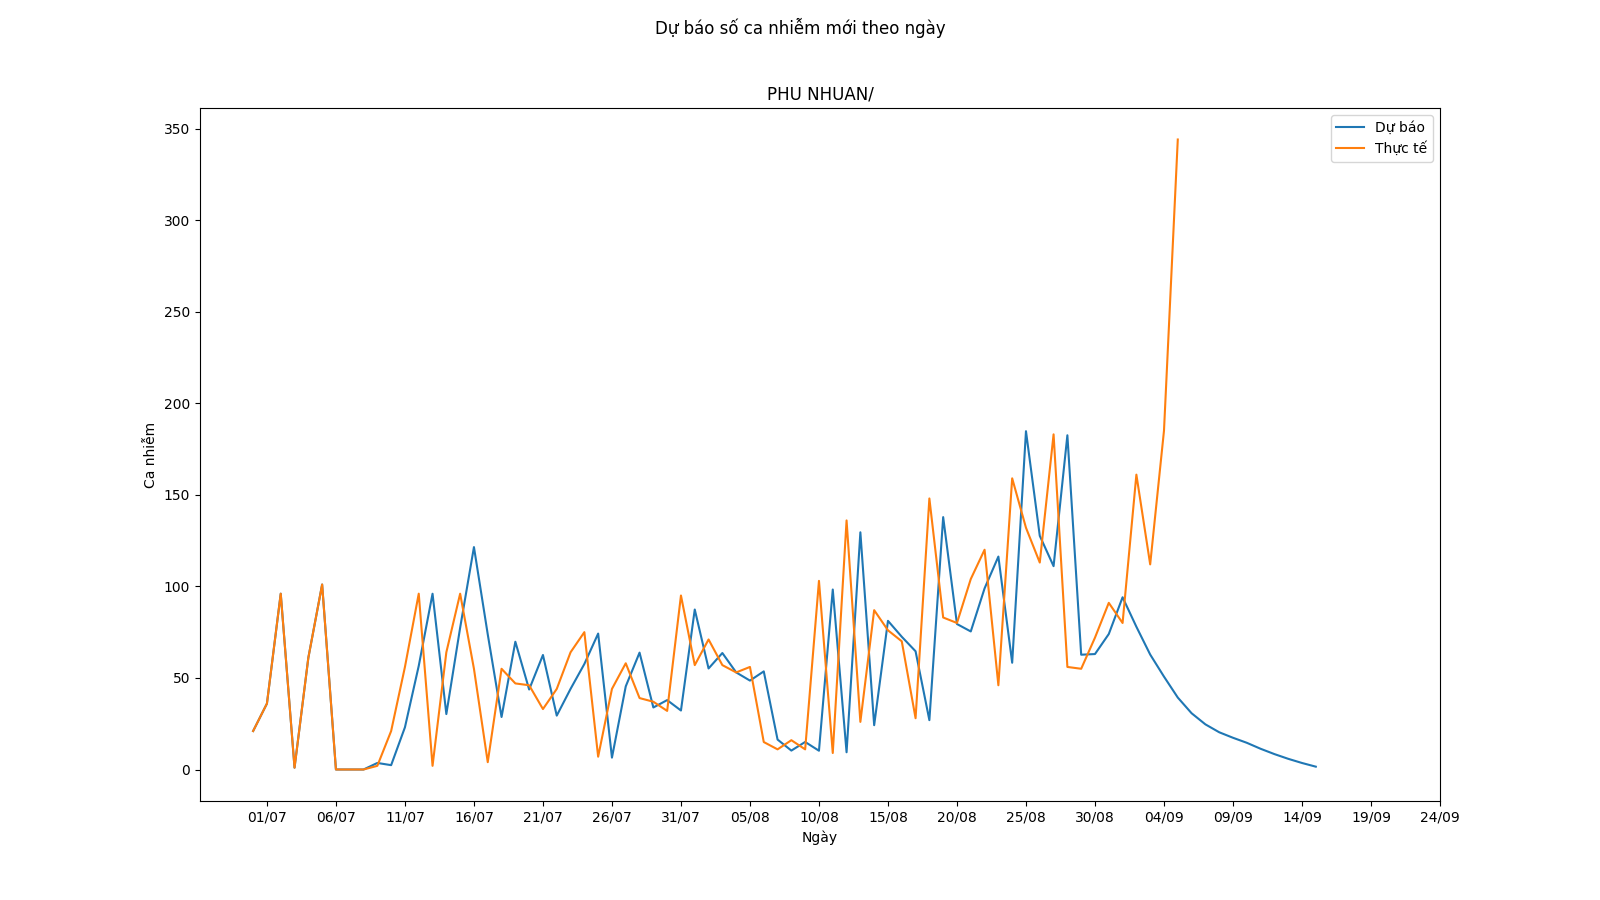 Dự báo số ca nhiễm mới theo ngày
PHU NHUAN/
Dự báo
Thực tế
350
300
250
200
150
100
50
0
Ca nhiễm
01/07 06/07 11/07 16/07 21/07 26/07 31/07 05/08 10/08 15/08 20/08 25/08 30/08 04/09 09/09 14/09 19/09 24/09
Ngày